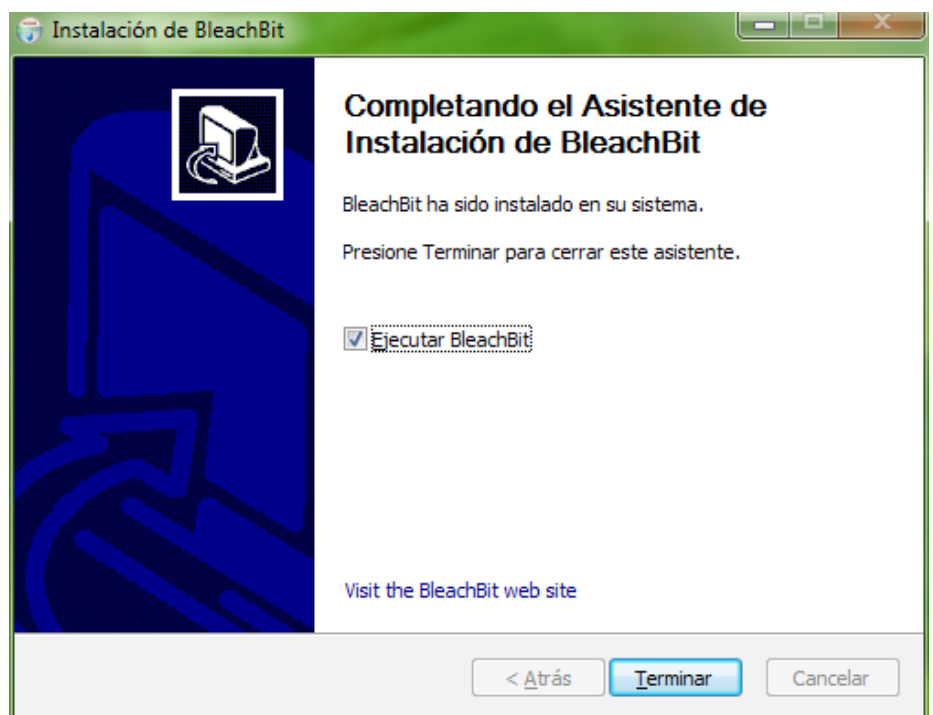 Instalación de BleachBit
Completando el Asistente de
Instalación de BleachBit
BleachBit ha sido instalado en su sistema.
Presione Terminar para cerrar este asistente.
Ejecutar BleachBit
Visit the BleachBit web site
< Atrás
Terminar
Cancelar